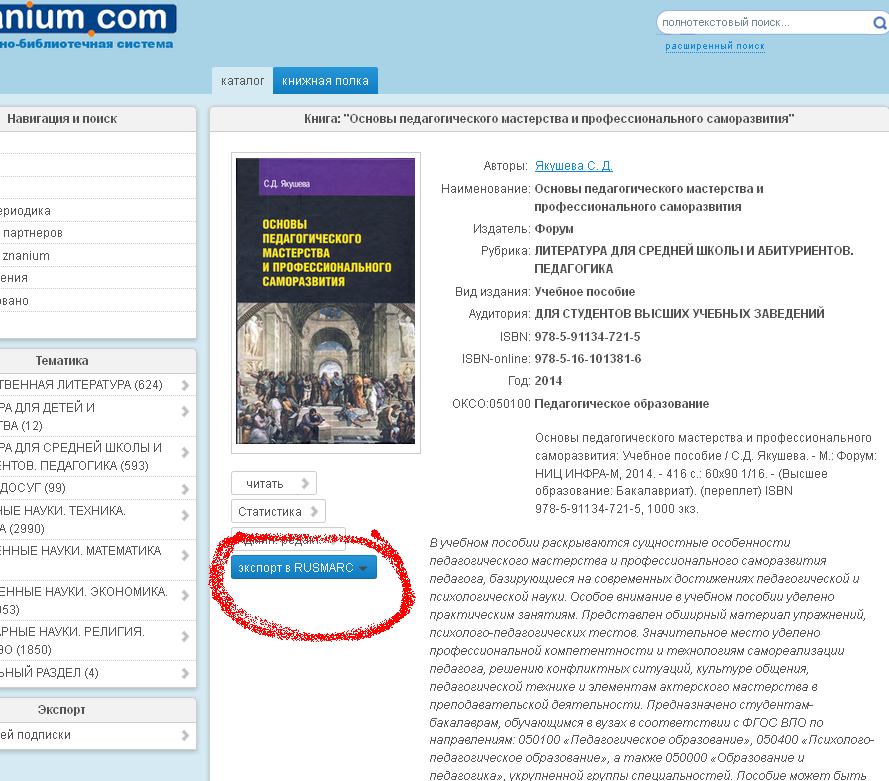 anium.com
но-библиотечная система
полнотекстовый поиск...
расширенный поиск
каталог
книжная полка
Навигация и поиск
ериодика
партнеров
znanium
ения
овано
Тематика
ТВЕННАЯ ЛИТЕРАТУРА (624)
РА ДЛЯ ДЕТЕЙ И
ТВА (12)
РА ДЛЯ СРЕДНЕЙ ШКОЛЫ И
ЕНТОВ. ПЕДАГОГИКА (593)
ДОСУГ (99)
НЫЕ НАУКИ. ТЕХНИКА.
А (2990)
ЕННЫЕ НАУКИ. МАТЕМАТИКА
ЕННЫЕ НАУКИ. ЭКОНОМИКА.
053)
АРНЫЕ НАУКИ. РЕЛИГИЯ.
ВО (1850)
ЬНЫЙ РАЗДЕЛ (4)
Экспорт
ей подписки
Книга: "Основы педагогического мастерства и профессионального саморазвития"
С.Д. Якушева
ОСНОВЫ
ПЕДАГОГИЧЕСКОГО
МАСТЕРСТВА
И ПРОФЕССИОНАЛЬНОГО
САМОРАЗВИТИЯ
читать
Статистика
экспорт в RUSMARC
Авторы: Якушева С. Д.
Наименование: Основы педагогического мастерства и
профессионального саморазвития
Издатель: Форум
Рубрика: ЛИТЕРАТУРА ДЛЯ СРЕДНЕЙ ШКОЛЫ И АБИТУРИЕНТОВ.
ПЕДАГОГИКА
Вид издания: Учебное пособие
Аудитория: ДЛЯ СТУДЕНТОВ ВЫСШИХ УЧЕБНЫХ ЗАВЕДЕНИЙ
ISBN: 978-5-91134-721-5
ISBN-online: 978-5-16-101381-6
Год: 2014
ОКСО:050100 Педагогическое образование
Основы педагогического мастерства и профессионального
саморазвития: Учебное пособие / С.Д. Якушева. - М.: Форум:
НИЦ ИНФРА-М, 2014. - 416 с.: 60x90 1/16. - (Высшее
образование: Бакалавриат). (переплет) ISBN
978-5-91134-721-5, 1000 экз.
В учебном пособии раскрываются сущностные особенности
педагогического мастерства и профессионального саморазвития
педагога, базирующиеся на современных достижениях педагогической и
психологической науки. Особое внимание в учебном пособии уделено
практическим занятиям. Представлен обширный материал упражнений,
психолого-педагогических тестов. Значительное место уделено
профессиональной компетентности и технологиям самореализации
педагога, решению конфликтных ситуаций, культуре общения,
педагогической технике и элементам актерского мастерства в
преподавательской деятельности. Предназначено студентам-
бакалаврам, обучающимся в вузах в соответствии с ФГОС ВПО по
направлениям: 050100 «Педагогическое образование», 050400 «Психолого-
педагогическое образование», а также 050000 «Образование и
педагогика», укрупненной группы специальностей. Пособие может быть